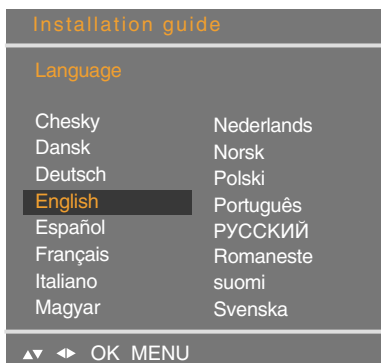 Installation guide
Language
Chesky
Dansk
Deutsch
English
Español
Français
Italiano
Magyar
Nederlands
Norsk
Polski
Português
РУССКИЙ
Romaneste
suomi
Svenska
▲▼ ◀▶ OK MENU